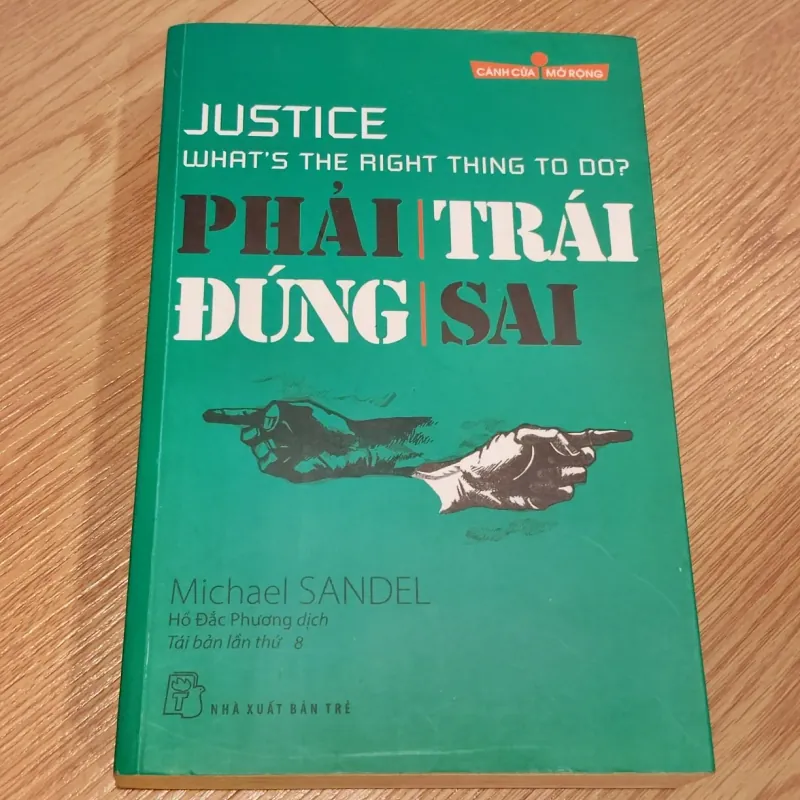 CÁNH CỬA MỞ RỘNG
JUSTICE
WHAT'S THE RIGHT THING TO DO?
PHẢI | TRÁI
ĐÚNG | SAI
Michael SANDEL
Hồ Đắc Phương dịch
Tái bản lần thứ 8
T
NHÀ XUẤT BẢN TRẺ